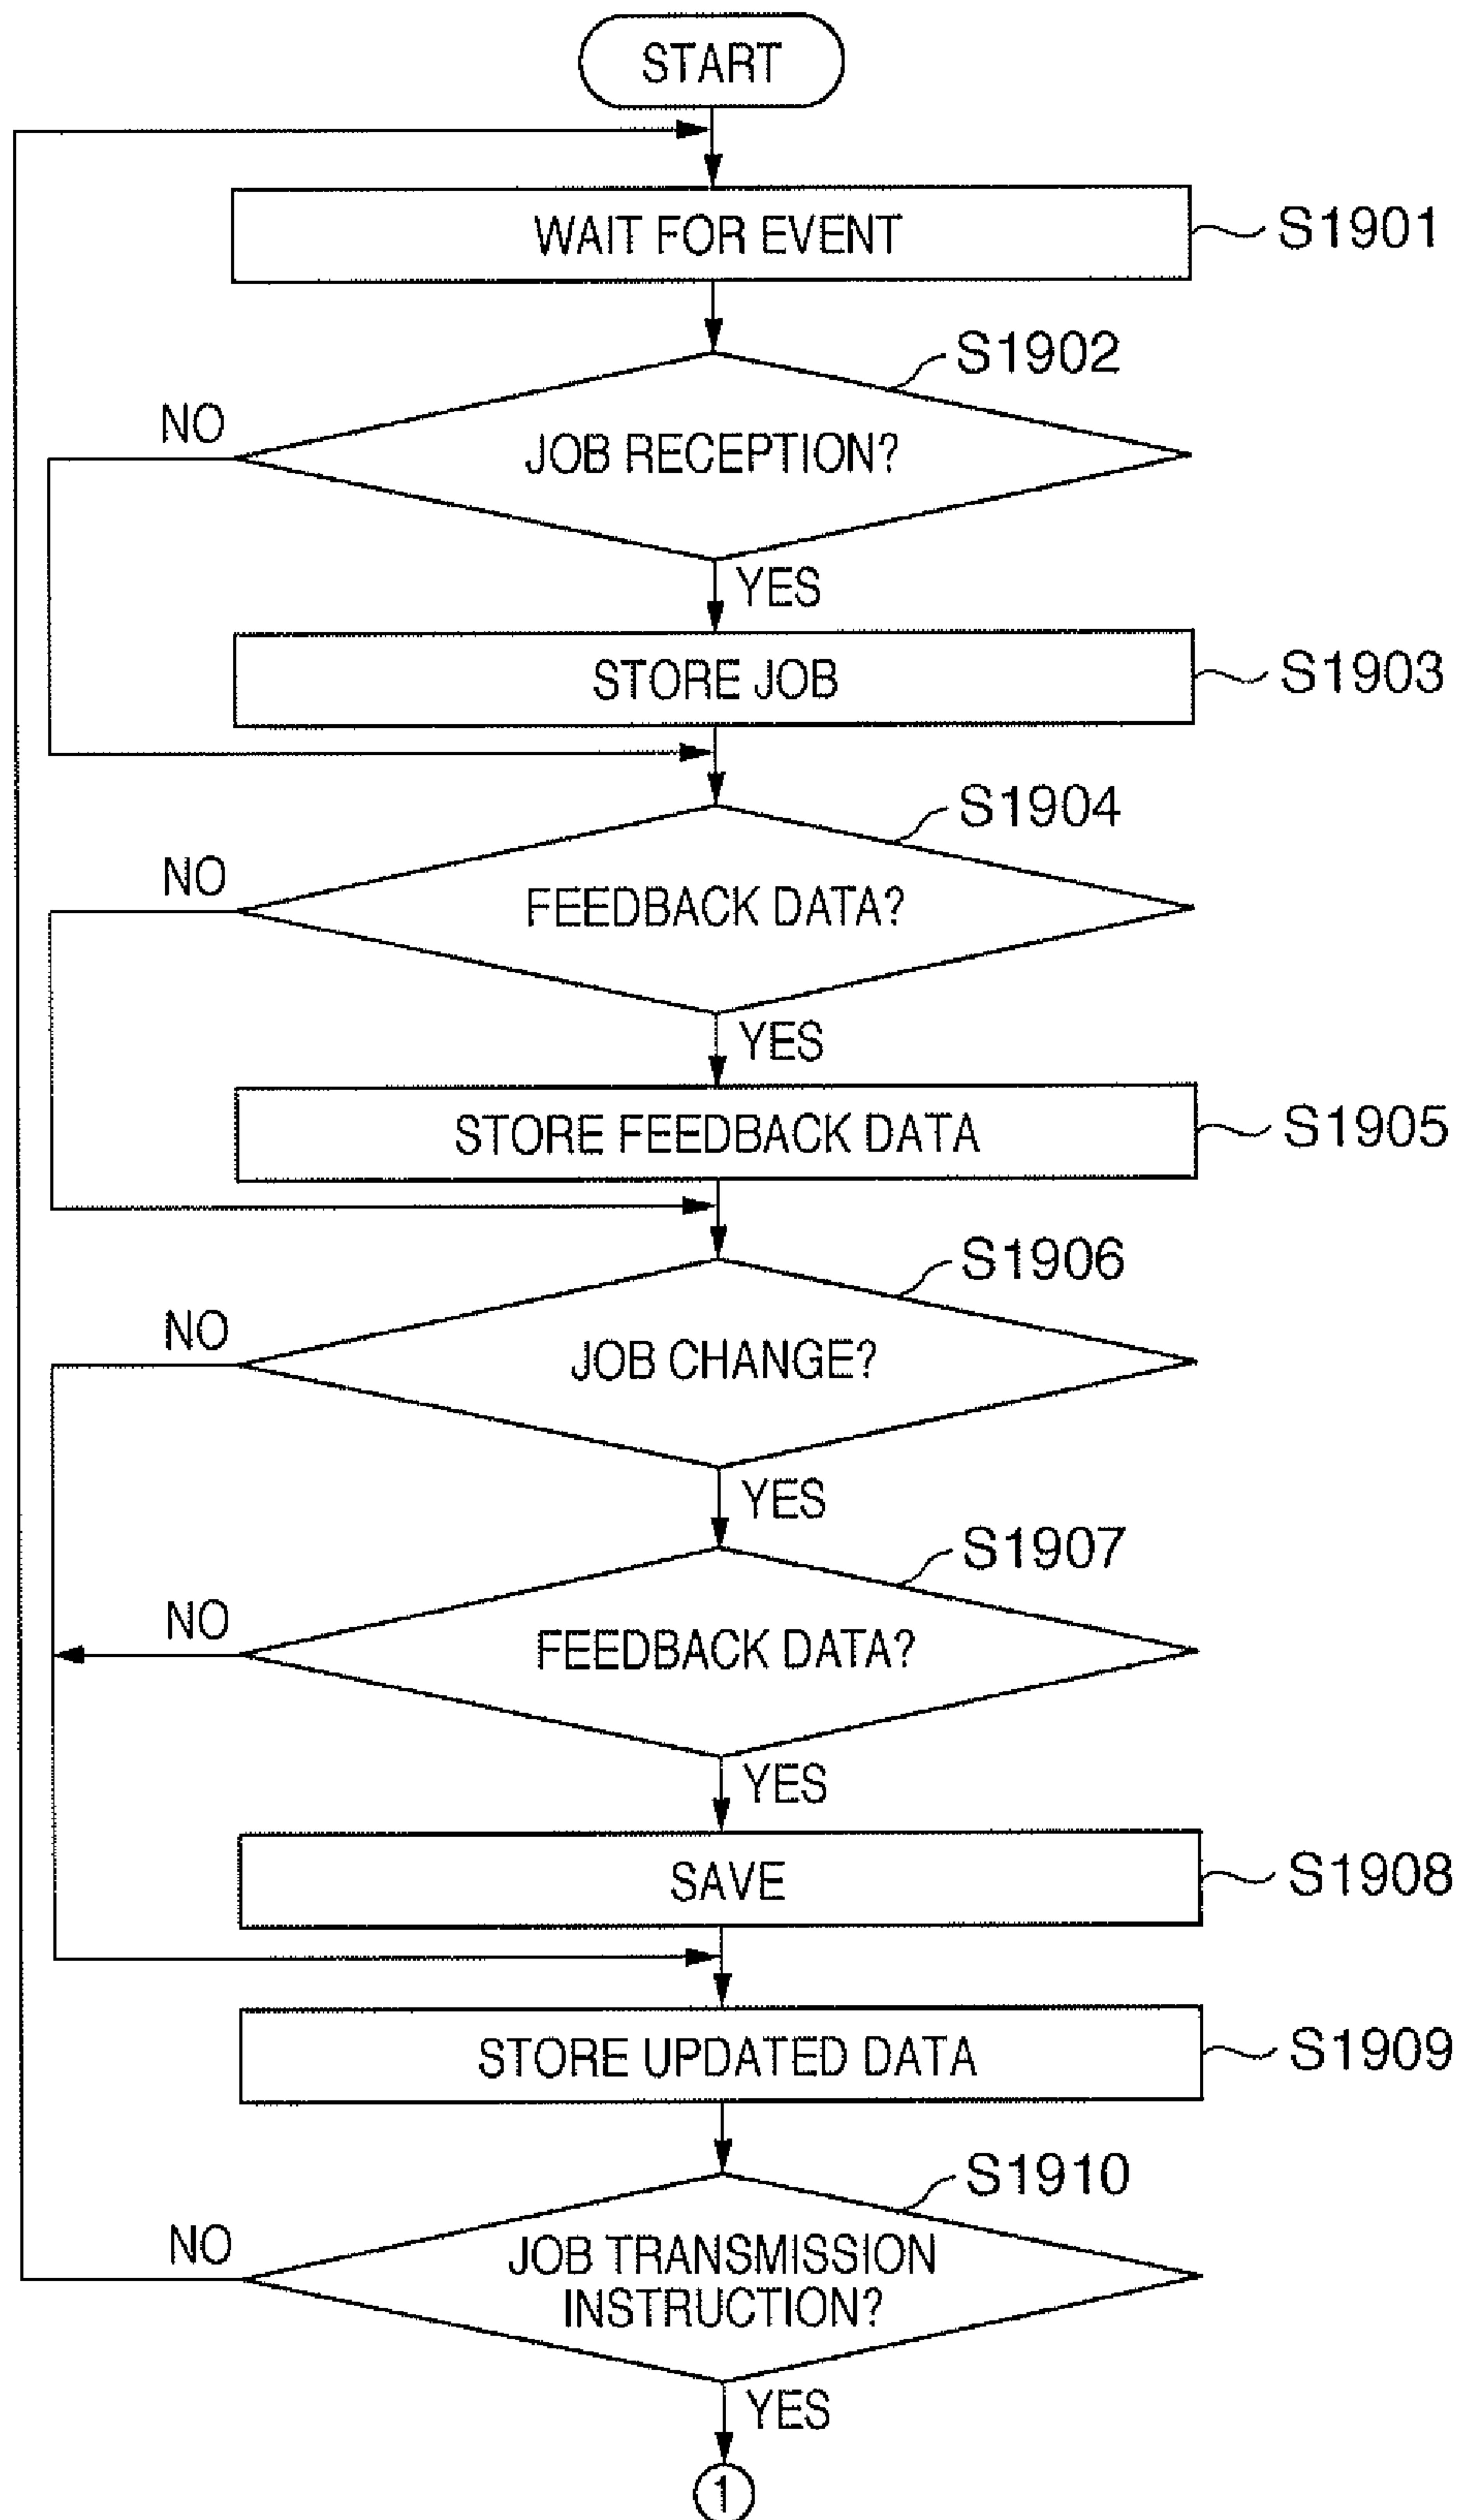 START
WAIT FOR EVENT
S1901
S1902
NO
JOB RECEPTION?
YES
STORE JOB
S1903
S1904
NO
FEEDBACK DATA?
YES
STORE FEEDBACK DATA
S1905
S1906
NO
JOB CHANGE?
YES
S1907
NO
FEEDBACK DATA?
YES
SAVE
S1908
STORE UPDATED DATA
S1909
S1910
NO
JOB TRANSMISSION
INSTRUCTION?
YES
1